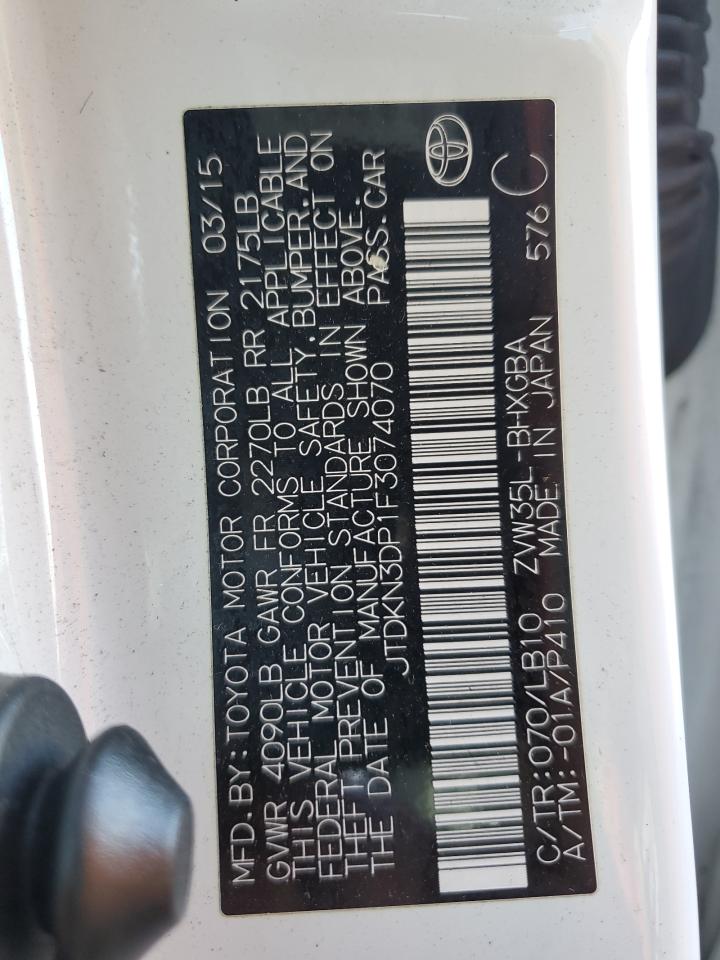 MFD.BY:TOYOTA MOTOR CORPORATION 03/15
GVWR 4090LB GAWR FR 2270LB RR 2175LB
THIS VEHICLE CONFORMS TO ALL APPLICABLE
FEDERAL MOTOR VEHICLE SAFETY,BUMPER,AND
THEFT PREVENTION STANDARDS IN EFFECT ON
THE DATE OF MANUFACTURE SHOWN ABOVE.
JTDKN3DP1F3074070 PASS.CAR
C/TR:070/LB10 ZVW35L-BHXGBA
A/TM:-01A/P410 MADE IN JAPAN 576 C